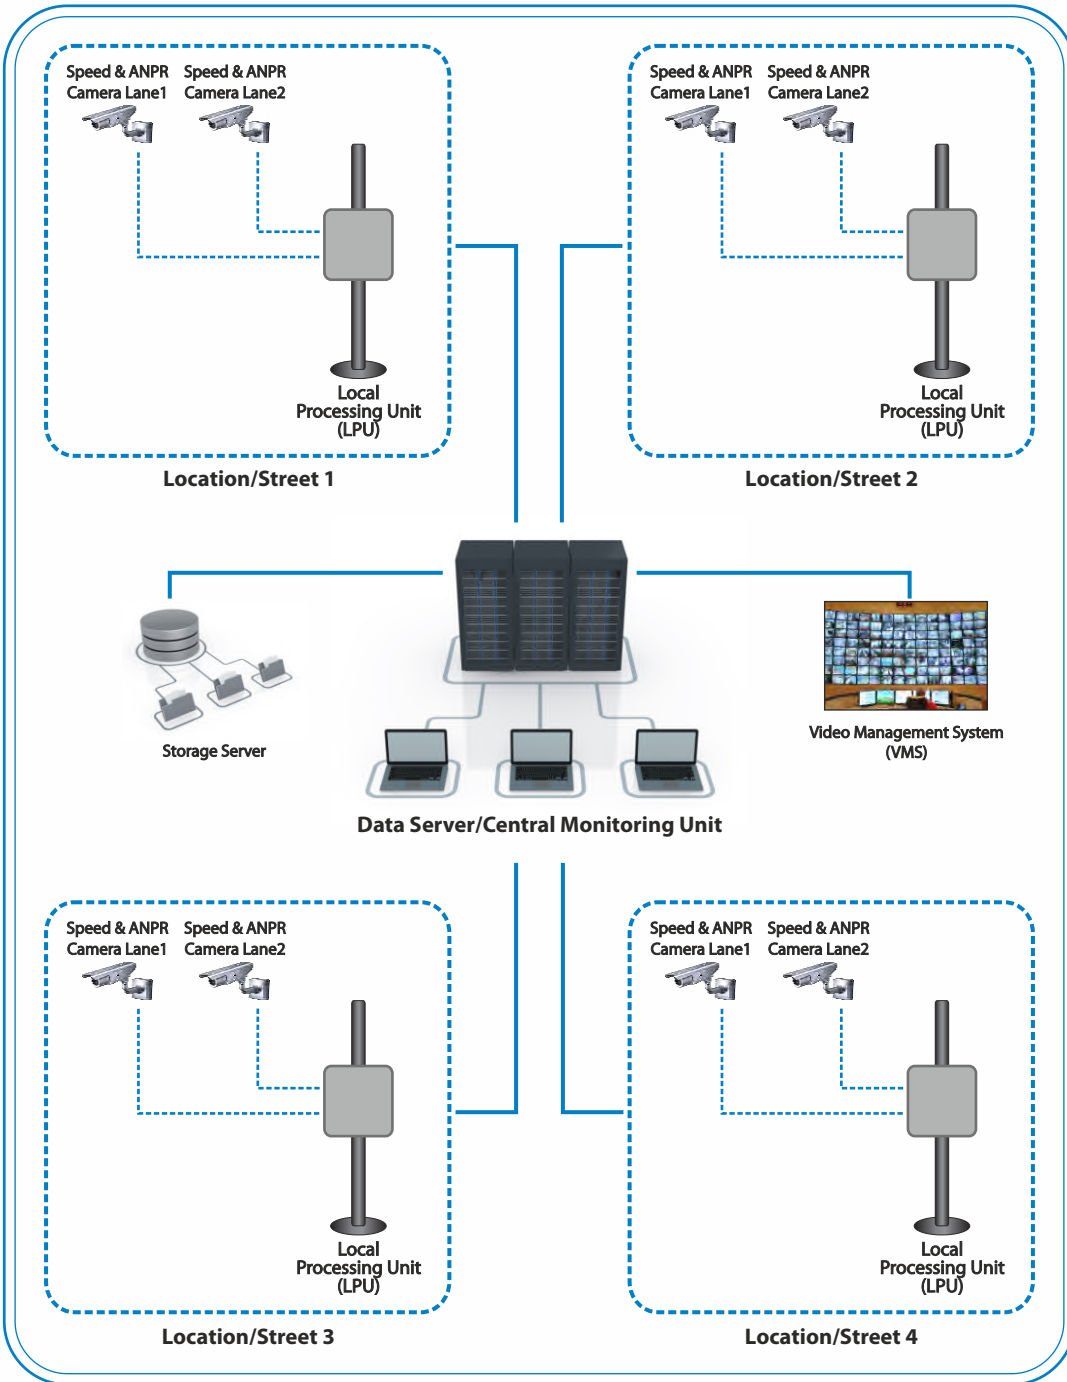 Speed & ANPR
Camera Lane1
Speed & ANPR
Camera Lane2
Local
Processing Unit
(LPU)
Location/Street 1
Speed & ANPR
Camera Lane1
Speed & ANPR
Camera Lane2
Local
Processing Unit
(LPU)
Location/Street 2
Storage Server
Data Server/Central Monitoring Unit
Video Management System
(VMS)
Speed & ANPR
Camera Lane1
Speed & ANPR
Camera Lane2
Local
Processing Unit
(LPU)
Location/Street 3
Speed & ANPR
Camera Lane1
Speed & ANPR
Camera Lane2
Local
Processing Unit
(LPU)
Location/Street 4